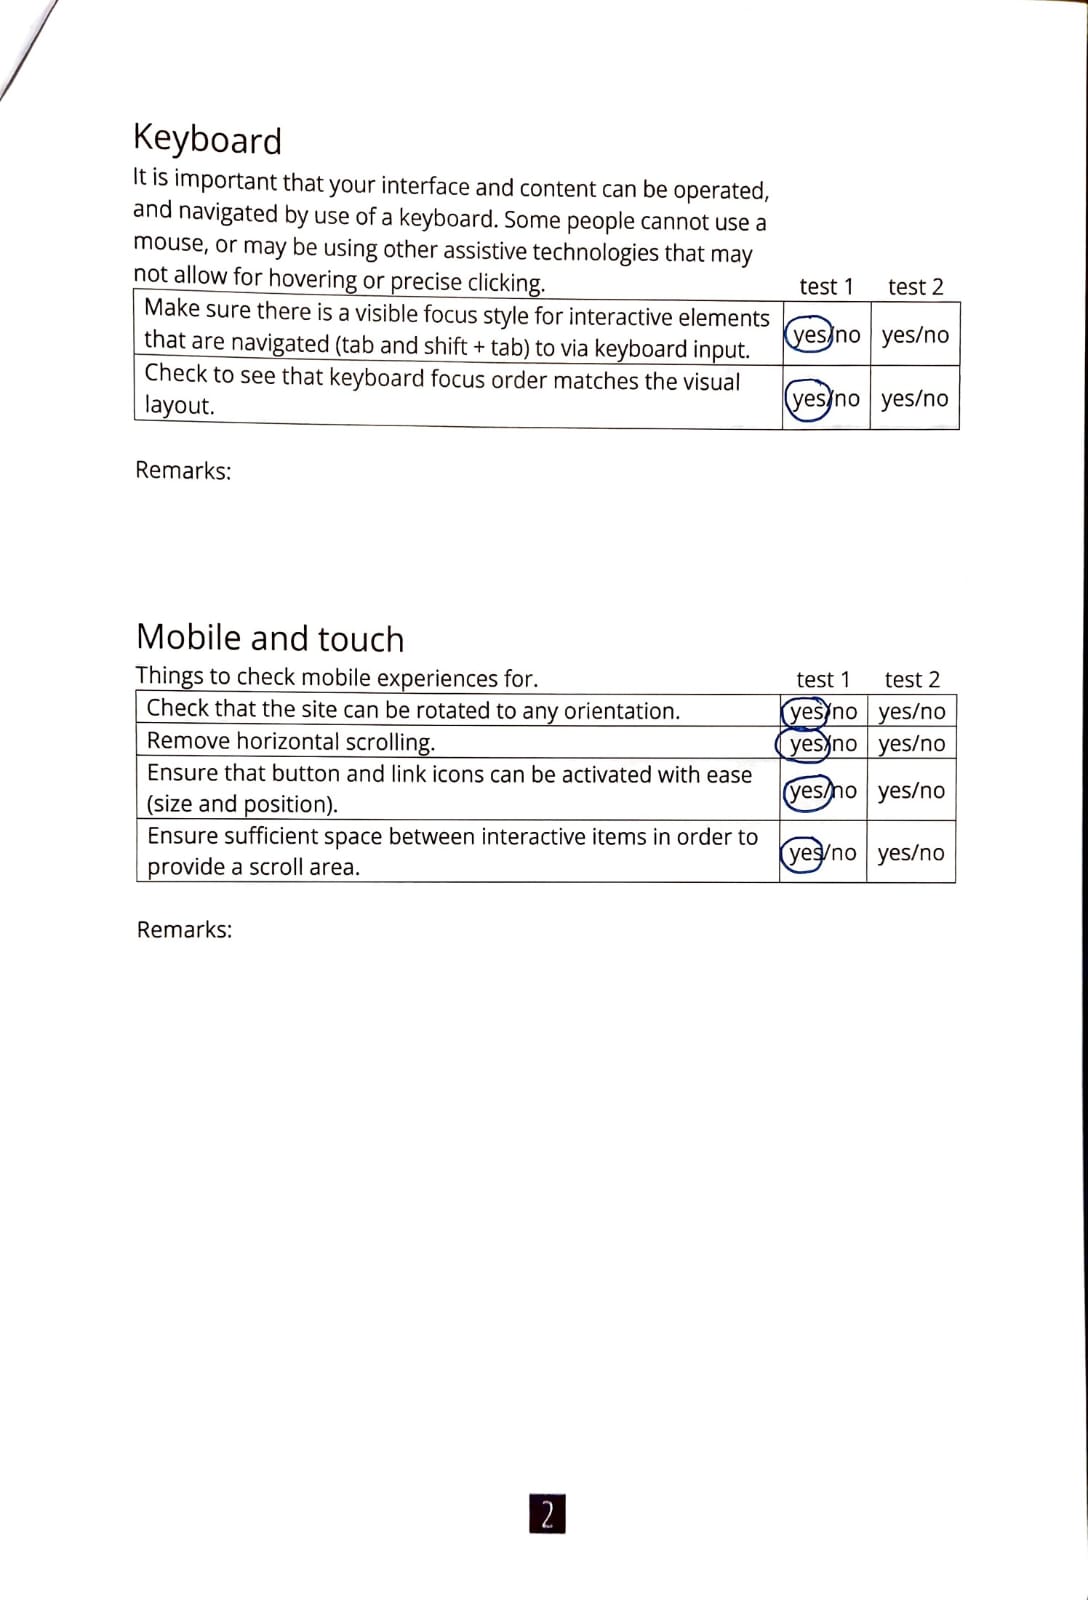 Keyboard
It is important that your interface and content can be operated,
and navigated by use of a keyboard. Some people cannot use a
mouse, or may be using other assistive technologies that may
not allow for hovering or precise clicking.
test 1 test 2
Make sure there is a visible focus style for interactive elements
that are navigated (tab and shift + tab) to via keyboard input.
yes/no yes/no
Check to see that keyboard focus order matches the visual
layout.
yes/no yes/no
Remarks:
Mobile and touch
Things to check mobile experiences for. test 1 test 2
Check that the site can be rotated to any orientation. yes/no yes/no
Remove horizontal scrolling. yes/no yes/no
Ensure that button and link icons can be activated with ease
(size and position).
yes/no yes/no
Ensure sufficient space between interactive items in order to
provide a scroll area.
yes/no yes/no
Remarks:
2